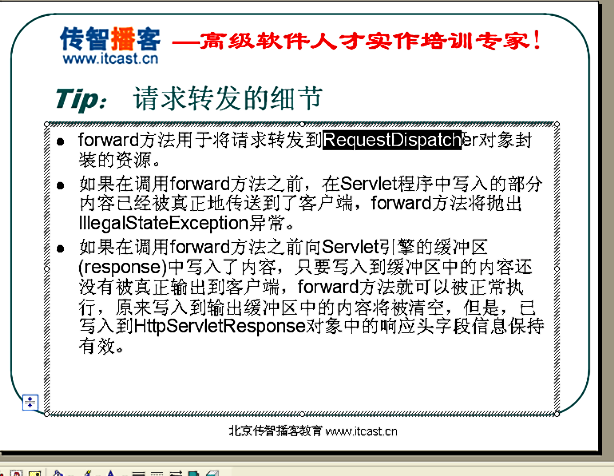 传智播客 —高级软件人才实作培训专家!
www.itcast.cn
Tip： 请求转发的细节
forward方法用于将请求转发到RequestDispatcher对象封
装的资源。
如果在调用forward方法之前，在Servlet程序中写入的部分
内容已经被真正地传送到了客户端，forward方法将抛出
IllegalStateException异常。
如果在调用forward方法之前向Servlet引擎的缓冲区
(response)中写入了内容，只要写入到缓冲区中的内容还
没有被真正输出到客户端，forward方法就可以被正常执
行，原来写入到输出缓冲区中的内容将被清空，但是，已
写入到HttpServletResponse对象中的响应头字段信息保持
有效。
北京传智播客教育 www.itcast.cn